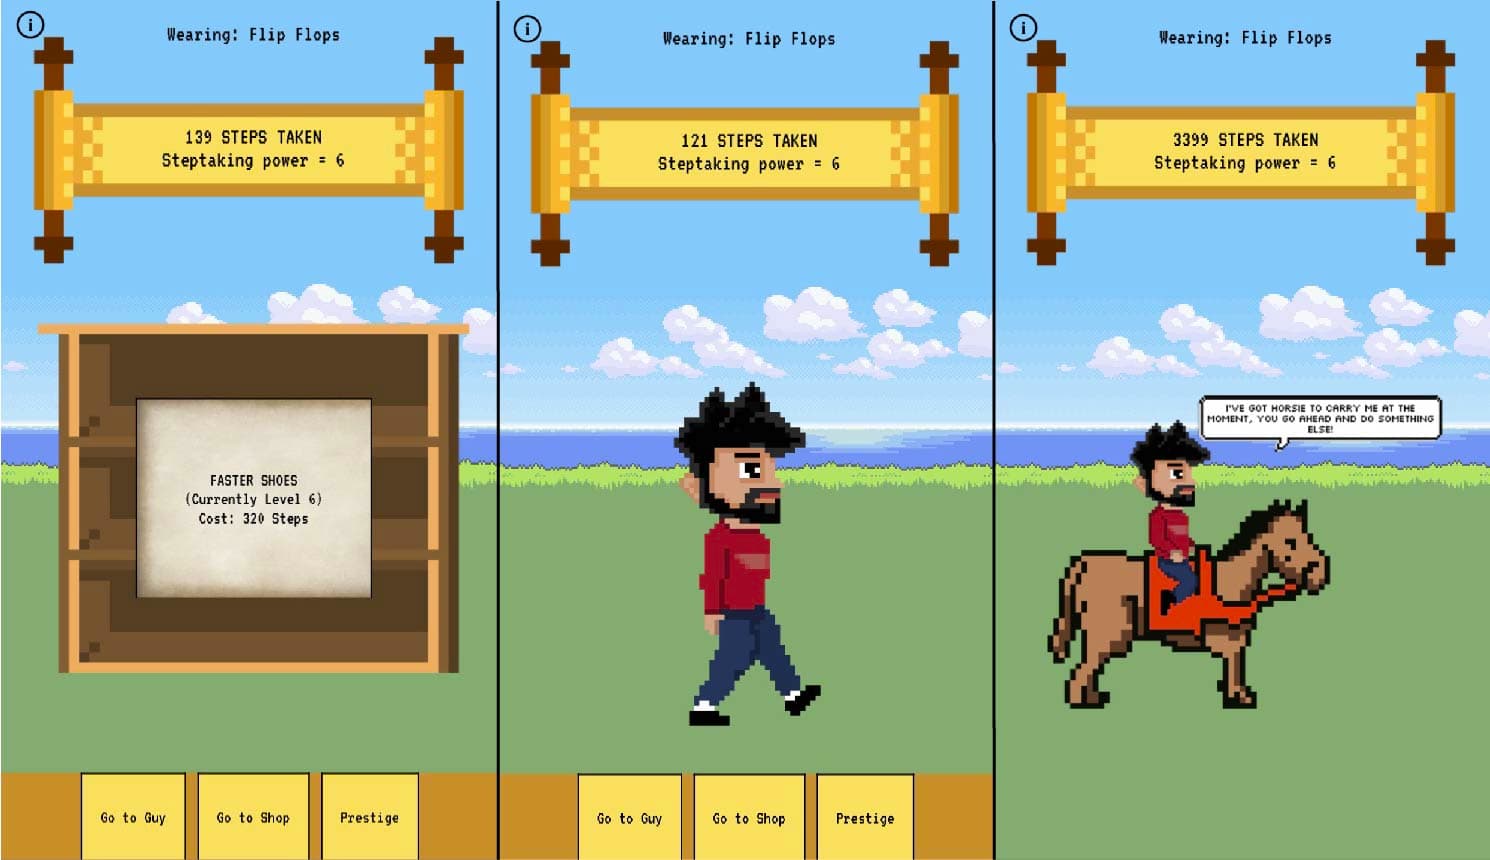 i
Wearing: Flip Flops
139 STEPS TAKEN
Steptaking power = 6
FASTER SHOES
(Currently Level 6)
Cost: 320 Steps
Go to Guy
Go to Shop
Prestige
i
Wearing: Flip Flops
121 STEPS TAKEN
Steptaking power = 6
Go to Guy
Go to Shop
Prestige
i
Wearing: Flip Flops
3399 STEPS TAKEN
Steptaking power = 6
I'VE GOT HORSIE TO CARRY ME AT THE
MOMENT, YOU GO AHEAD AND DO SOMETHING
ELSE!